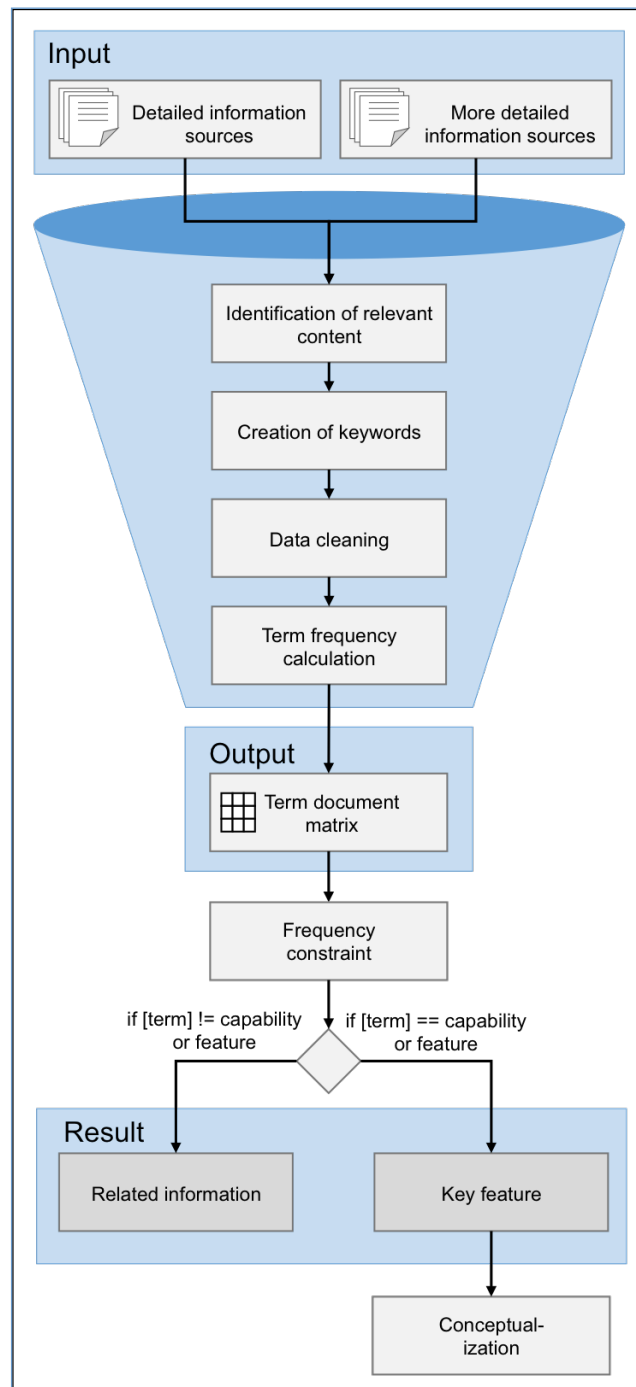 Input
Detailed information
sources
More detailed
information sources
Identification of relevant
content
Creation of keywords
Data cleaning
Term frequency
calculation
Output
Term document
matrix
Frequency
constraint
if [term] != capability
or feature
if [term] == capability
or feature
Result
Related information
Key feature
Conceptual-
ization